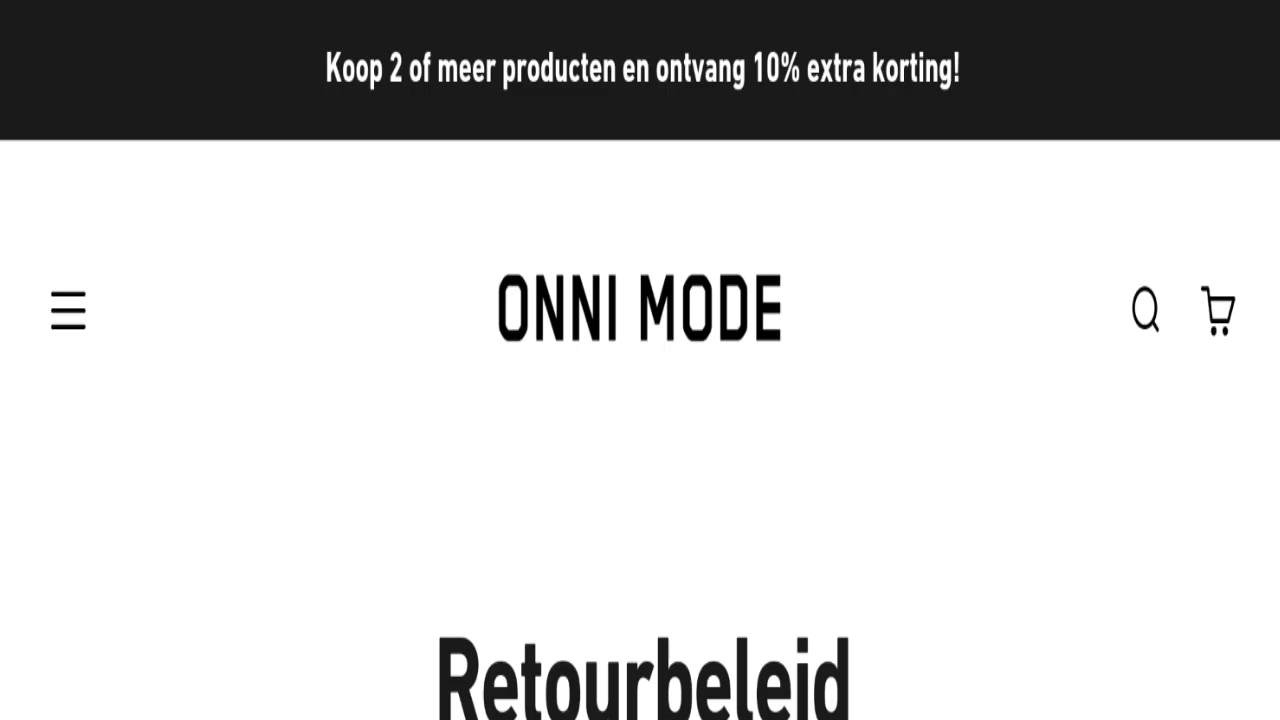 Koop 2 of meer producten en ontvang 10% extra korting!
ONNI MODE
Retourbeleid